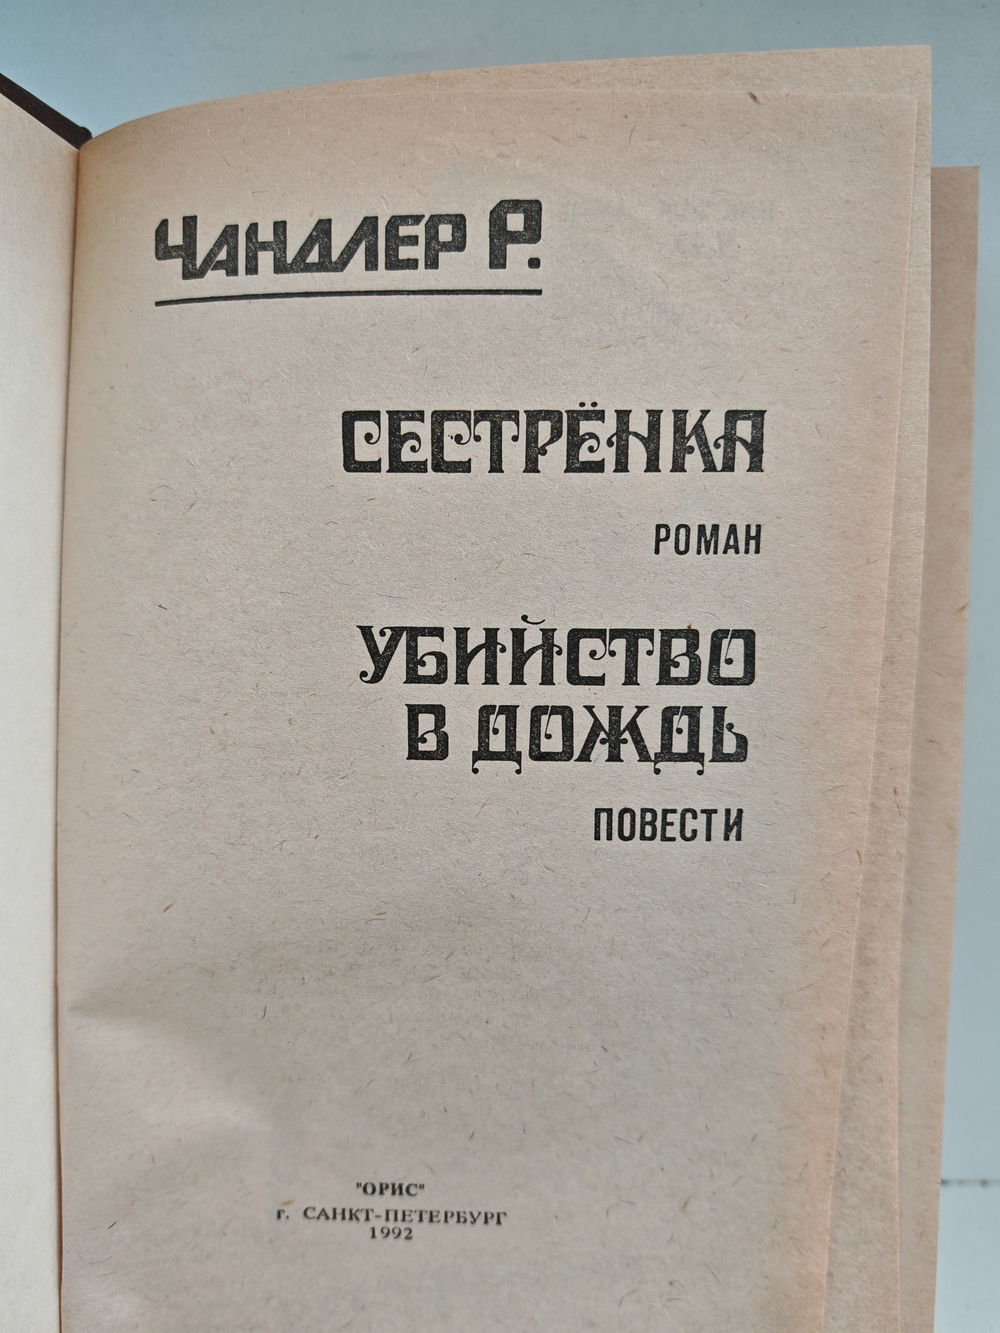 ЧАНДЛЕР Р.
СЕСТРЁНКА
РОМАН
УБИЙСТВО
В ДОЖДЬ
ПОВЕСТИ
"ОРИС"
г. САНКТ-ПЕТЕРБУРГ
1992